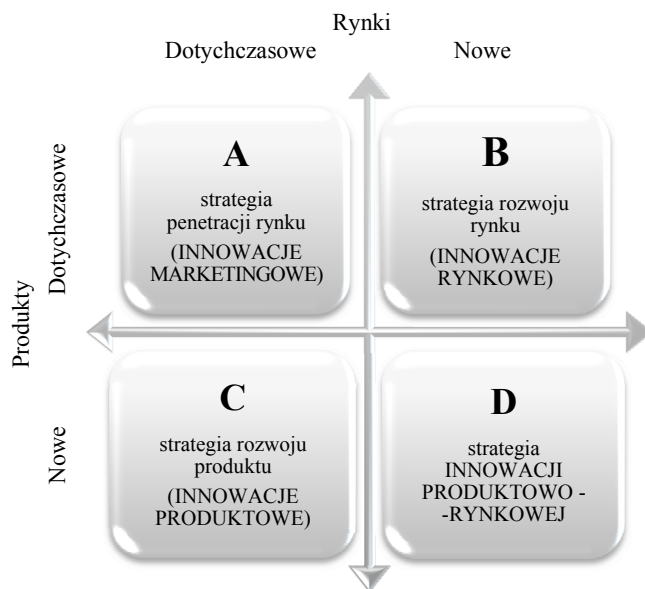 Rynki
Dotychczasowe
Nowe
Produkty
Dotychczasowe
Nowe
A
strategia
penetracji rynku
(INNOWACJE
MARKETINGOWE)
B
strategia rozwoju
rynku
(INNOWACJE
RYNKOWE)
C
strategia rozwoju
produktu
(INNOWACJE
PRODUKTOWE)
D
strategia
INNOWACJI
PRODUKTOWO -
-RYNKOWEJ